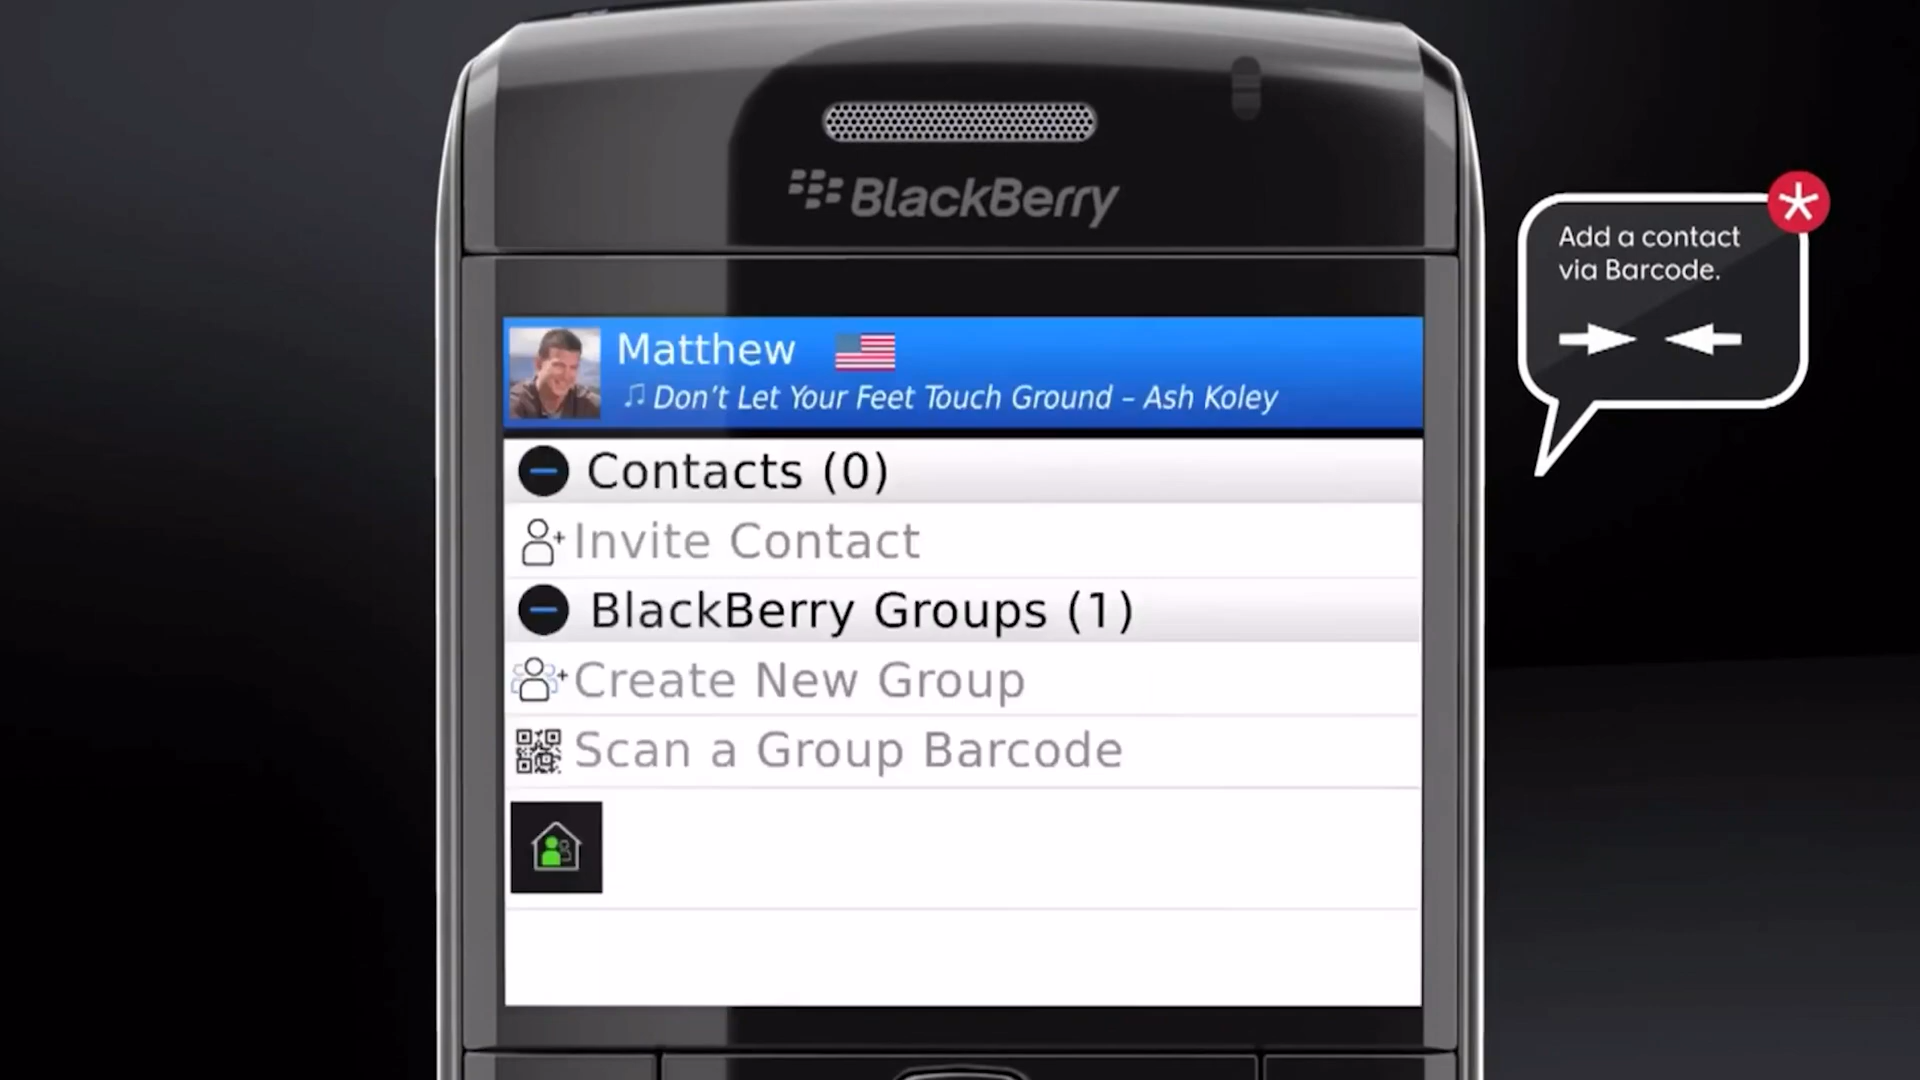 BlackBerry
Add a contact
via Barcode.
Matthew
Don't Let Your Feet Touch Ground – Ash Koley
Contacts (0)
Invite Contact
BlackBerry Groups (1)
Create New Group
Scan a Group Barcode